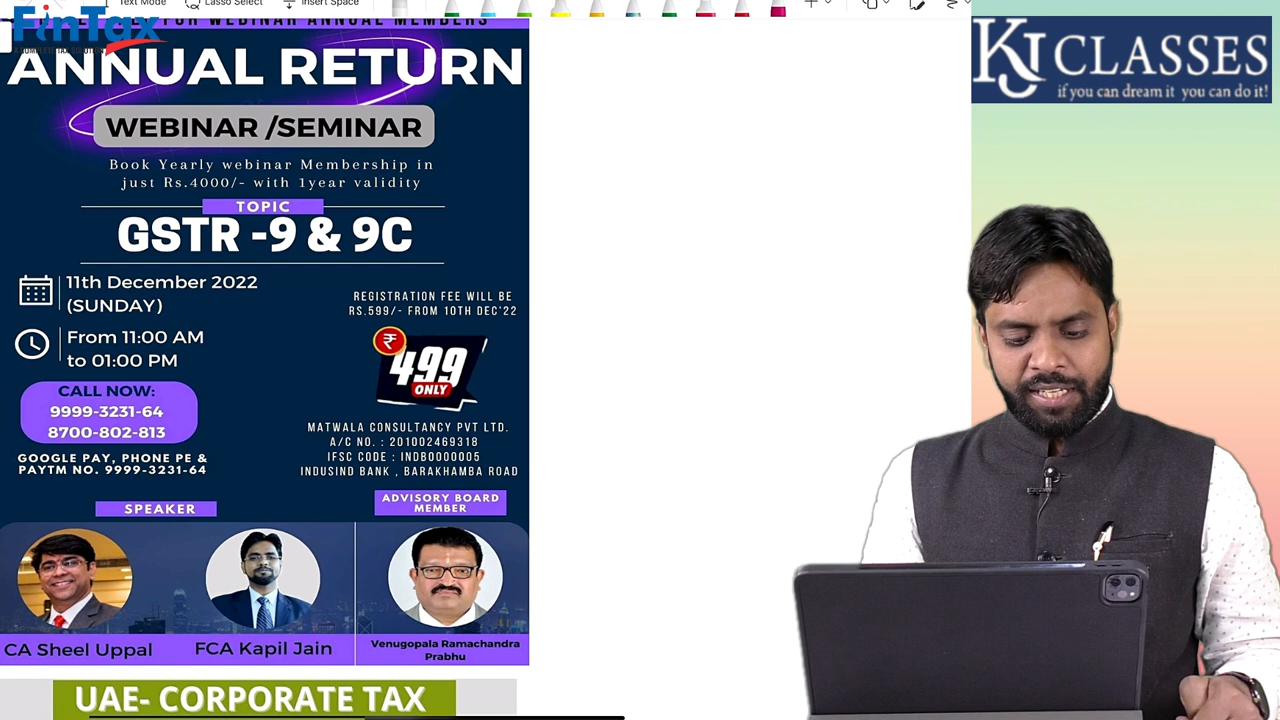 Text Mode
Lasso Select
Insert Space
FOR WEBINAR ANNUAL MEMBERS
FinTax
ANNUAL RETURN
WEBINAR /SEMINAR
Book Yearly webinar Membership in
just Rs.4000/- with 1year validity
TOPIC
GSTR -9 & 9C
11th December 2022
(SUNDAY)
From 11:00 AM
to 01:00 PM
REGISTRATION FEE WILL BE
RS.599/- FROM 10TH DEC'22
₹
499
ONLY
CALL NOW:
9999-3231-64
8700-802-813
GOOGLE PAY, PHONE PE &
PAYTM NO. 9999-3231-64
MATWALA CONSULTANCY PVT LTD.
A/C NO. : 201002469318
IFSC CODE : INDB0000005
INDUSIND BANK , BARAKHAMBA ROAD
SPEAKER
ADVISORY BOARD
MEMBER
CA Sheel Uppal
FCA Kapil Jain
Venugopala Ramachandra
Prabhu
UAE- CORPORATE TAX
KJ CLASSES
if you can dream it you can do it!